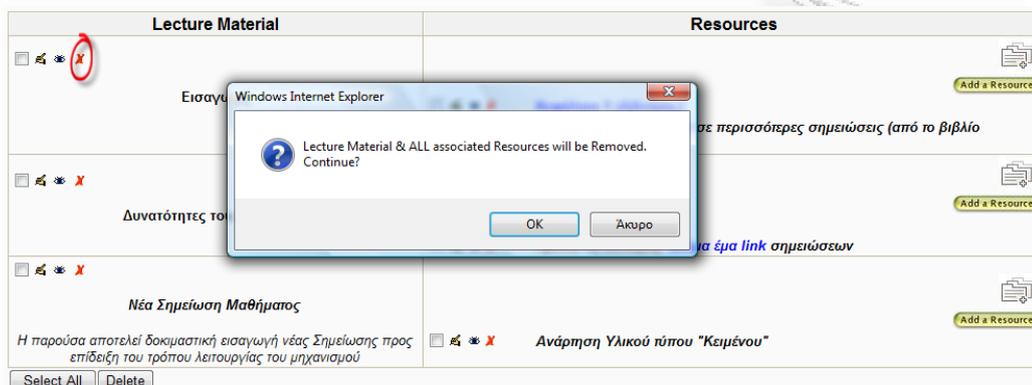 Lecture Material Resources
X
Add a Resource
Windows Internet Explorer
Εισαγω
σε περισσότερες σημειώσεις (από το βιβλίο
Lecture Material & ALL associated Resources will be Removed.
Continue?
X
Add a Resource
Δυνατότητες του
OK Άκυρο
α έμα link σημειώσεων
X
Νέα Σημείωση Μαθήματος
Add a Resource
Η παρούσα αποτελεί δοκιμαστική εισαγωγή νέας Σημείωσης προς X Ανάρτηση Υλικού τύπου "Κειμένου"
επίδειξη του τρόπου λειτουργίας του μηχανισμού
Select All Delete